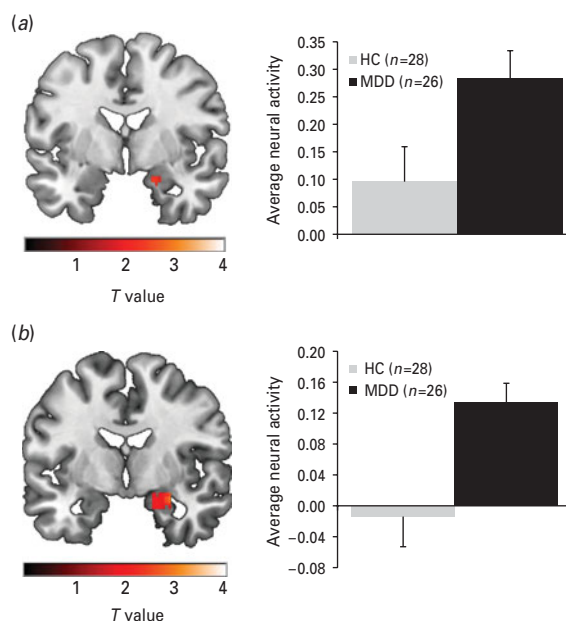 (a)
0.35
0.30
0.25
0.20
0.15
0.10
0.05
0.00
Average neural activity
HC (n=28)
MDD (n=26)
1 2 3 4
T value
(b)
0.20
0.16
0.12
0.08
0.04
0.00
−0.04
−0.08
Average neural activity
HC (n=28)
MDD (n=26)
1 2 3 4
T value